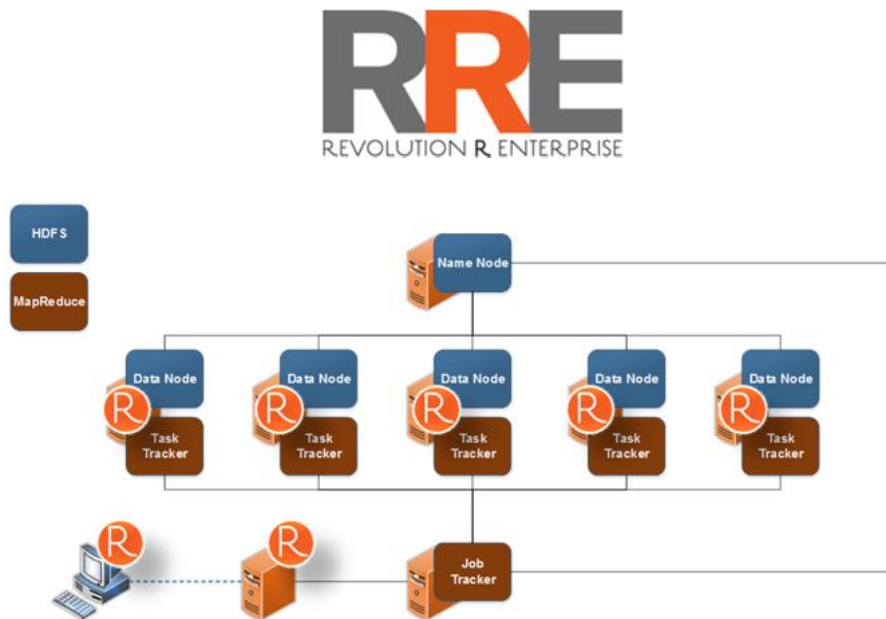 RRE
REVOLUTION R ENTERPRISE
HDFS
MapReduce
Name Node
Data Node
Data Node
Data Node
Data Node
Data Node
R
R
R
R
R
Task
Tracker
Task
Tracker
Task
Tracker
Task
Tracker
Task
Tracker
R
R
Job
Tracker